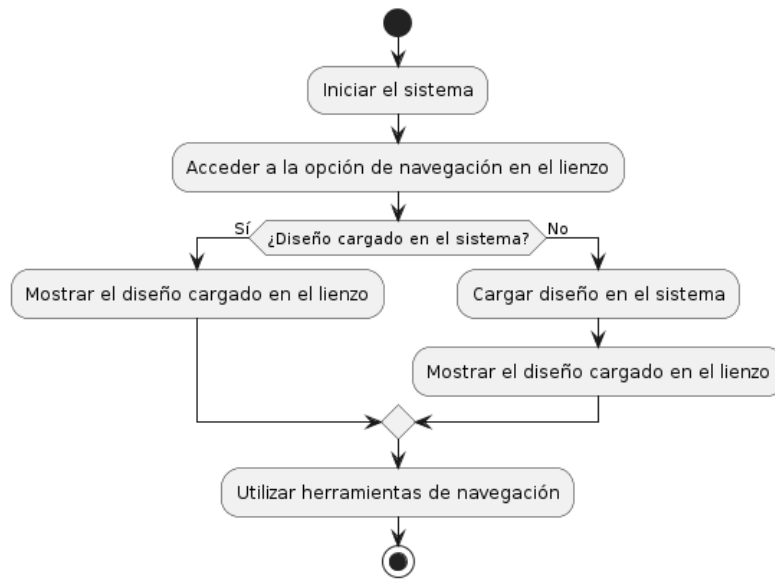 Iniciar el sistema
Acceder a la opción de navegación en el lienzo
Sí
¿Diseño cargado en el sistema?
No
Mostrar el diseño cargado en el lienzo
Cargar diseño en el sistema
Mostrar el diseño cargado en el lienzo
Utilizar herramientas de navegación